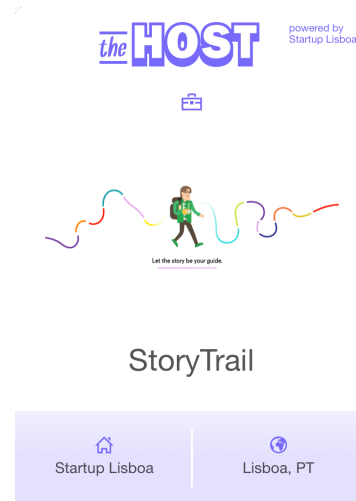 the HOST
powered by
Startup Lisboa
Let the story be your guide.
StoryTrail
Startup Lisboa
Lisboa, PT